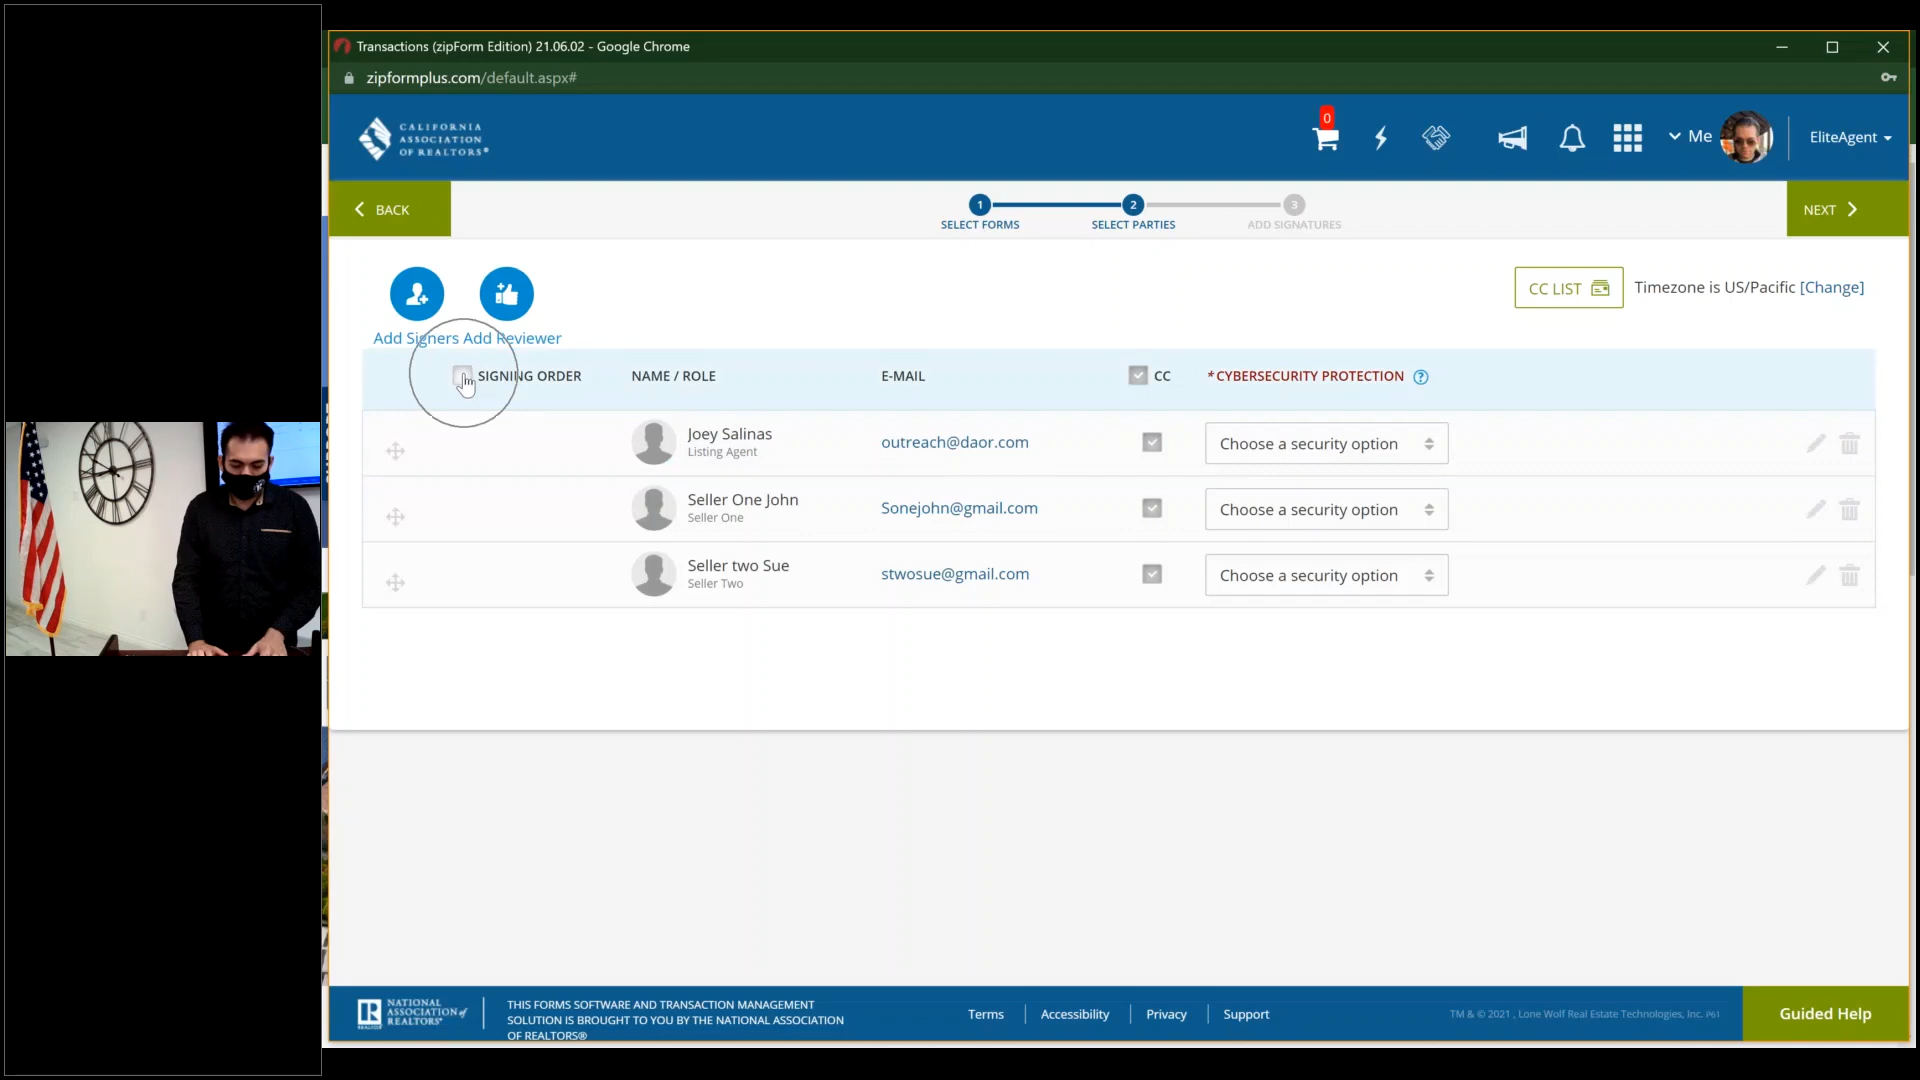 Transactions (zipForm Edition) 21.06.02 - Google Chrome
zipformplus.com/default.aspx#
CALIFORNIA
ASSOCIATION
OF REALTORS®
0
Me
EliteAgent
BACK
1
2
3
SELECT FORMS
SELECT PARTIES
ADD SIGNATURES
NEXT
CC LIST
Timezone is US/Pacific [Change]
Add Signers Add Reviewer
SIGNING ORDER
NAME / ROLE
E-MAIL
CC
*CYBERSECURITY PROTECTION ?
Joey Salinas
Listing Agent
outreach@daor.com
Choose a security option
Seller One John
Seller One
Sonejohn@gmail.com
Choose a security option
Seller two Sue
Seller Two
stwosue@gmail.com
Choose a security option
NATIONAL
ASSOCIATION of
REALTORS®
REALTOR®
THIS FORMS SOFTWARE AND TRANSACTION MANAGEMENT
SOLUTION IS BROUGHT TO YOU BY THE NATIONAL ASSOCIATION
OF REALTORS®
Terms
Accessibility
Privacy
Support
TM & © 2021 , Lone Wolf Real Estate Technologies, Inc.
Guided Help